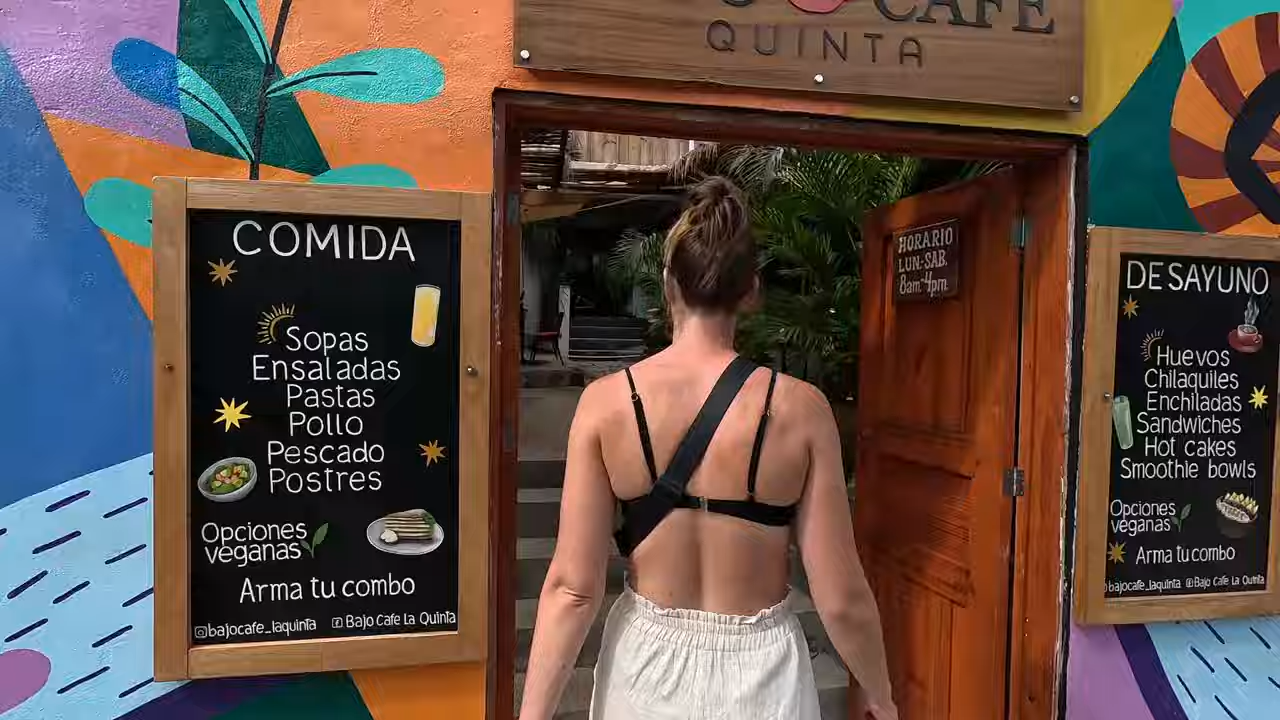 CAFE
QUINTA
COMIDA
Sopas
Ensaladas
Pastas
Pollo
Pescado
Postres
Opciones
veganas
Arma tu combo
@bajocafe_laquinta Bajo Cafe La Quinta
HORARIO
LUN-SAB
8am-4pm
DESAYUNO
Huevos
Chilaquiles
Enchiladas
Sandwiches
Hot cakes
Smoothie bowls
Opciones
veganas
Arma tu combo
bajocafe_laquinta @Bajo Cafe La Quinta